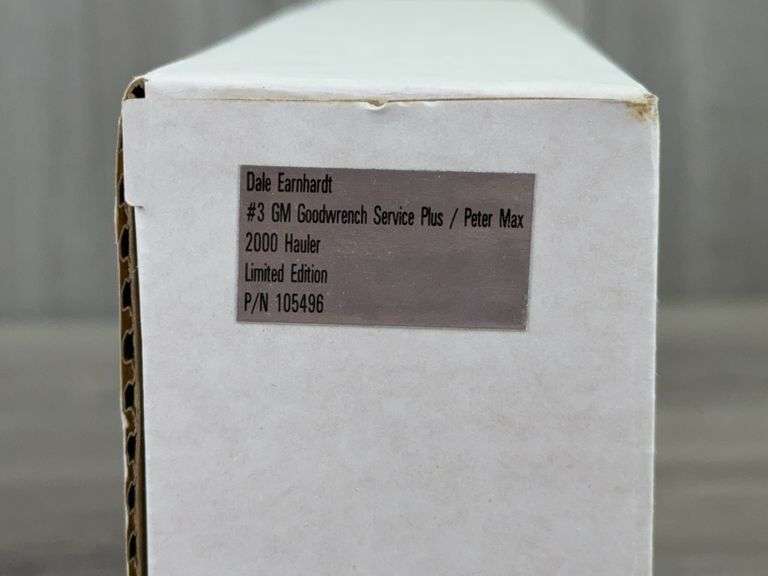 Dale Earnhardt
#3 GM Goodwrench Service Plus / Peter Max
2000 Hauler
Limited Edition
P/N 105496